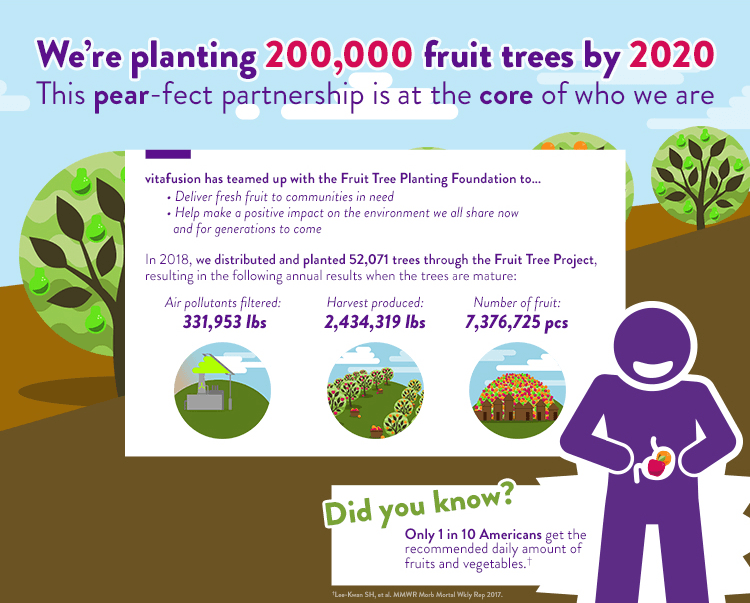 We're planting 200,000 fruit trees by 2020
This pear-fect partnership is at the core of who we are
vitafusion has teamed up with the Fruit Tree Planting Foundation to...
• Deliver fresh fruit to communities in need
• Help make a positive impact on the environment we all share now
and for generations to come
In 2018, we distributed and planted 52,071 trees through the Fruit Tree Project,
resulting in the following annual results when the trees are mature:
Air pollutants filtered:
331,953 lbs
Harvest produced:
2,434,319 lbs
Number of fruit:
7,376,725 pcs
Did you know?
Only 1 in 10 Americans get the
recommended daily amount of
fruits and vegetables.†
†Lee-Kwan SH, et al. MMWR Morb Mortal Wkly Rep 2017.